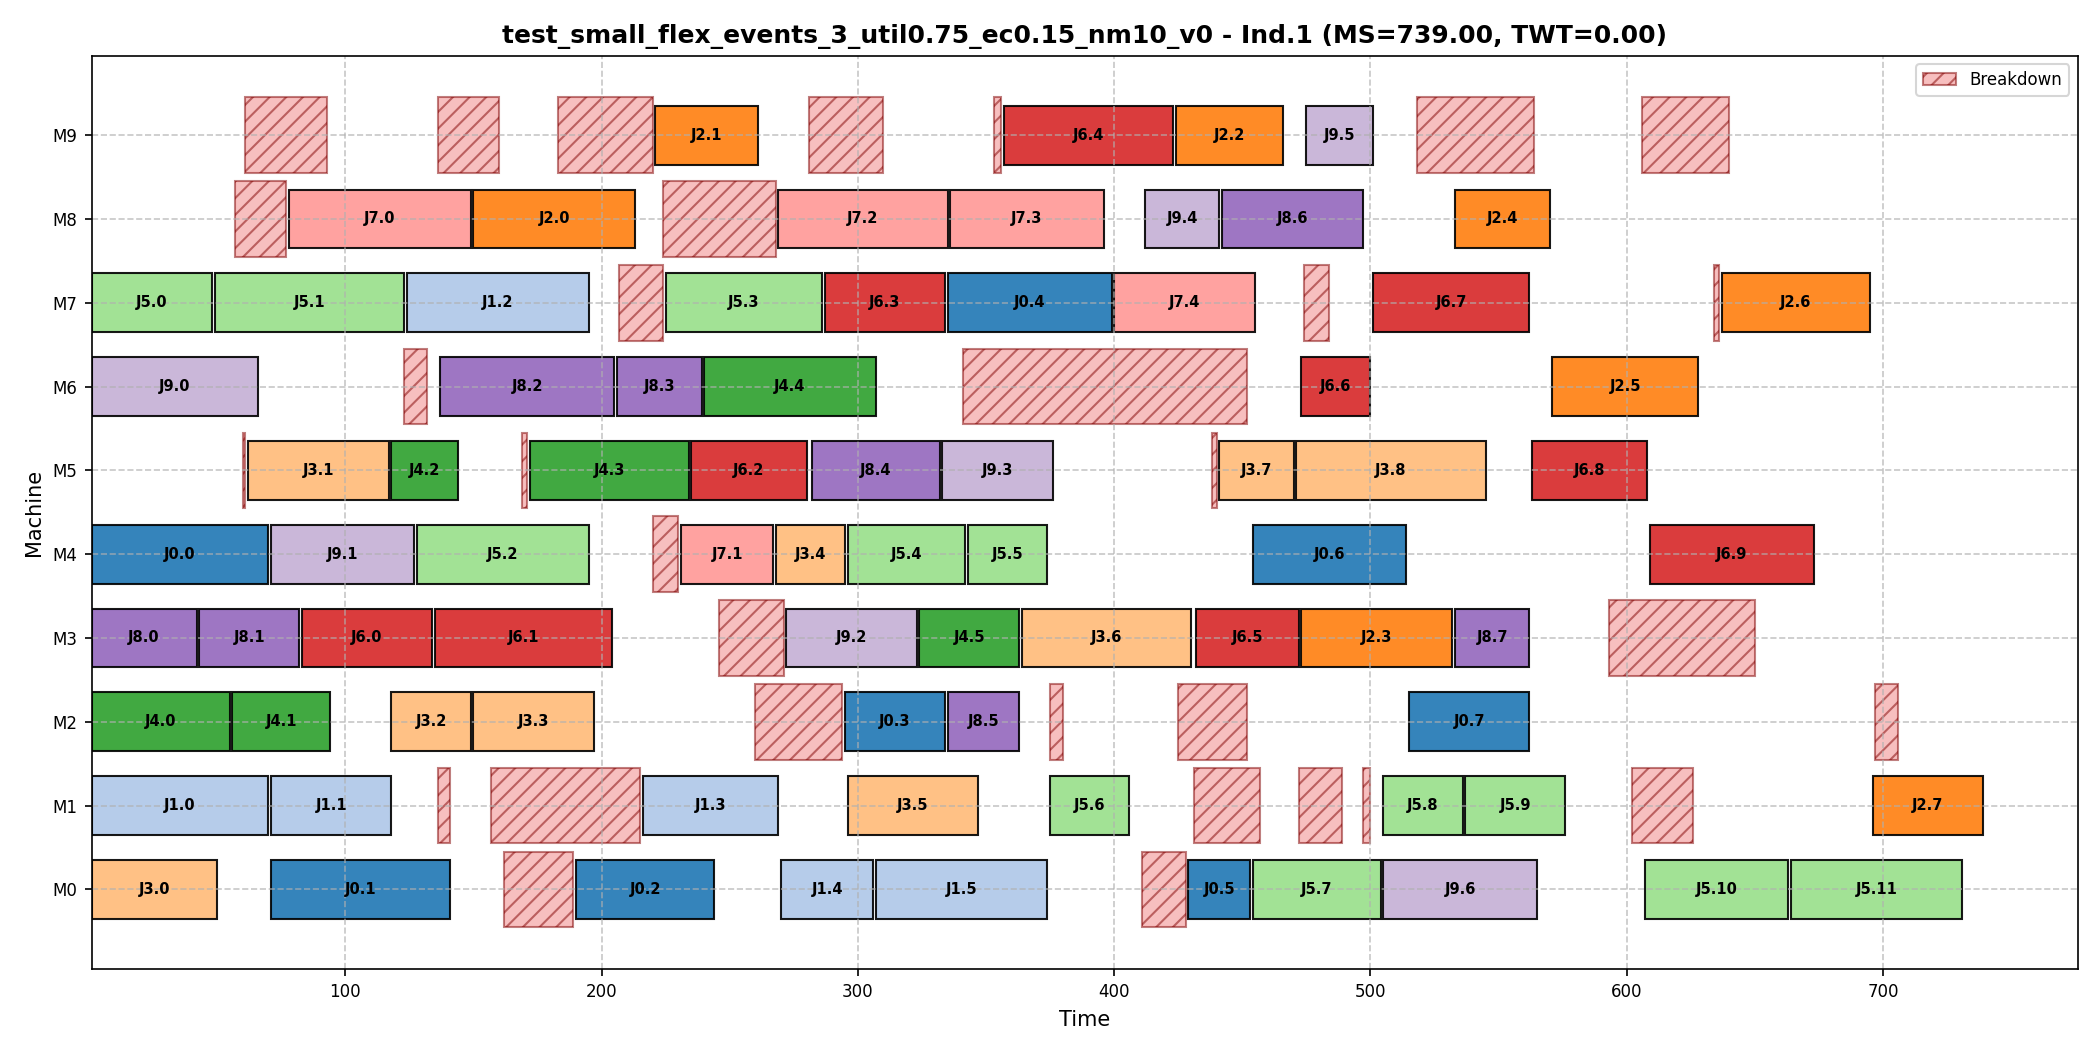 test_small_flex_events_3_util0.75_ec0.15_nm10_v0 - Ind.1 (MS=739.00, TWT=0.00)
Breakdown
M9 J2.1 J6.4 J2.2 J9.5
M8 J7.0 J2.0 J7.2 J7.3 J9.4 J8.6 J2.4
M7 J5.0 J5.1 J1.2 J5.3 J6.3 J0.4 J7.4 J6.7 J2.6
M6 J9.0 J8.2 J8.3 J4.4 J6.6 J2.5
M5 J3.1 J4.2 J4.3 J6.2 J8.4 J9.3 J3.7 J3.8 J6.8
M4 J0.0 J9.1 J5.2 J7.1 J3.4 J5.4 J5.5 J0.6 J6.9
M3 J8.0 J8.1 J6.0 J6.1 J9.2 J4.5 J3.6 J6.5 J2.3 J8.7
M2 J4.0 J4.1 J3.2 J3.3 J0.3 J8.5 J0.7
M1 J1.0 J1.1 J1.3 J3.5 J5.6 J5.8 J5.9 J2.7
M0 J3.0 J0.1 J0.2 J1.4 J1.5 J0.5 J5.7 J9.6 J5.10 J5.11
Machine
100 200 300 400 500 600 700
Time